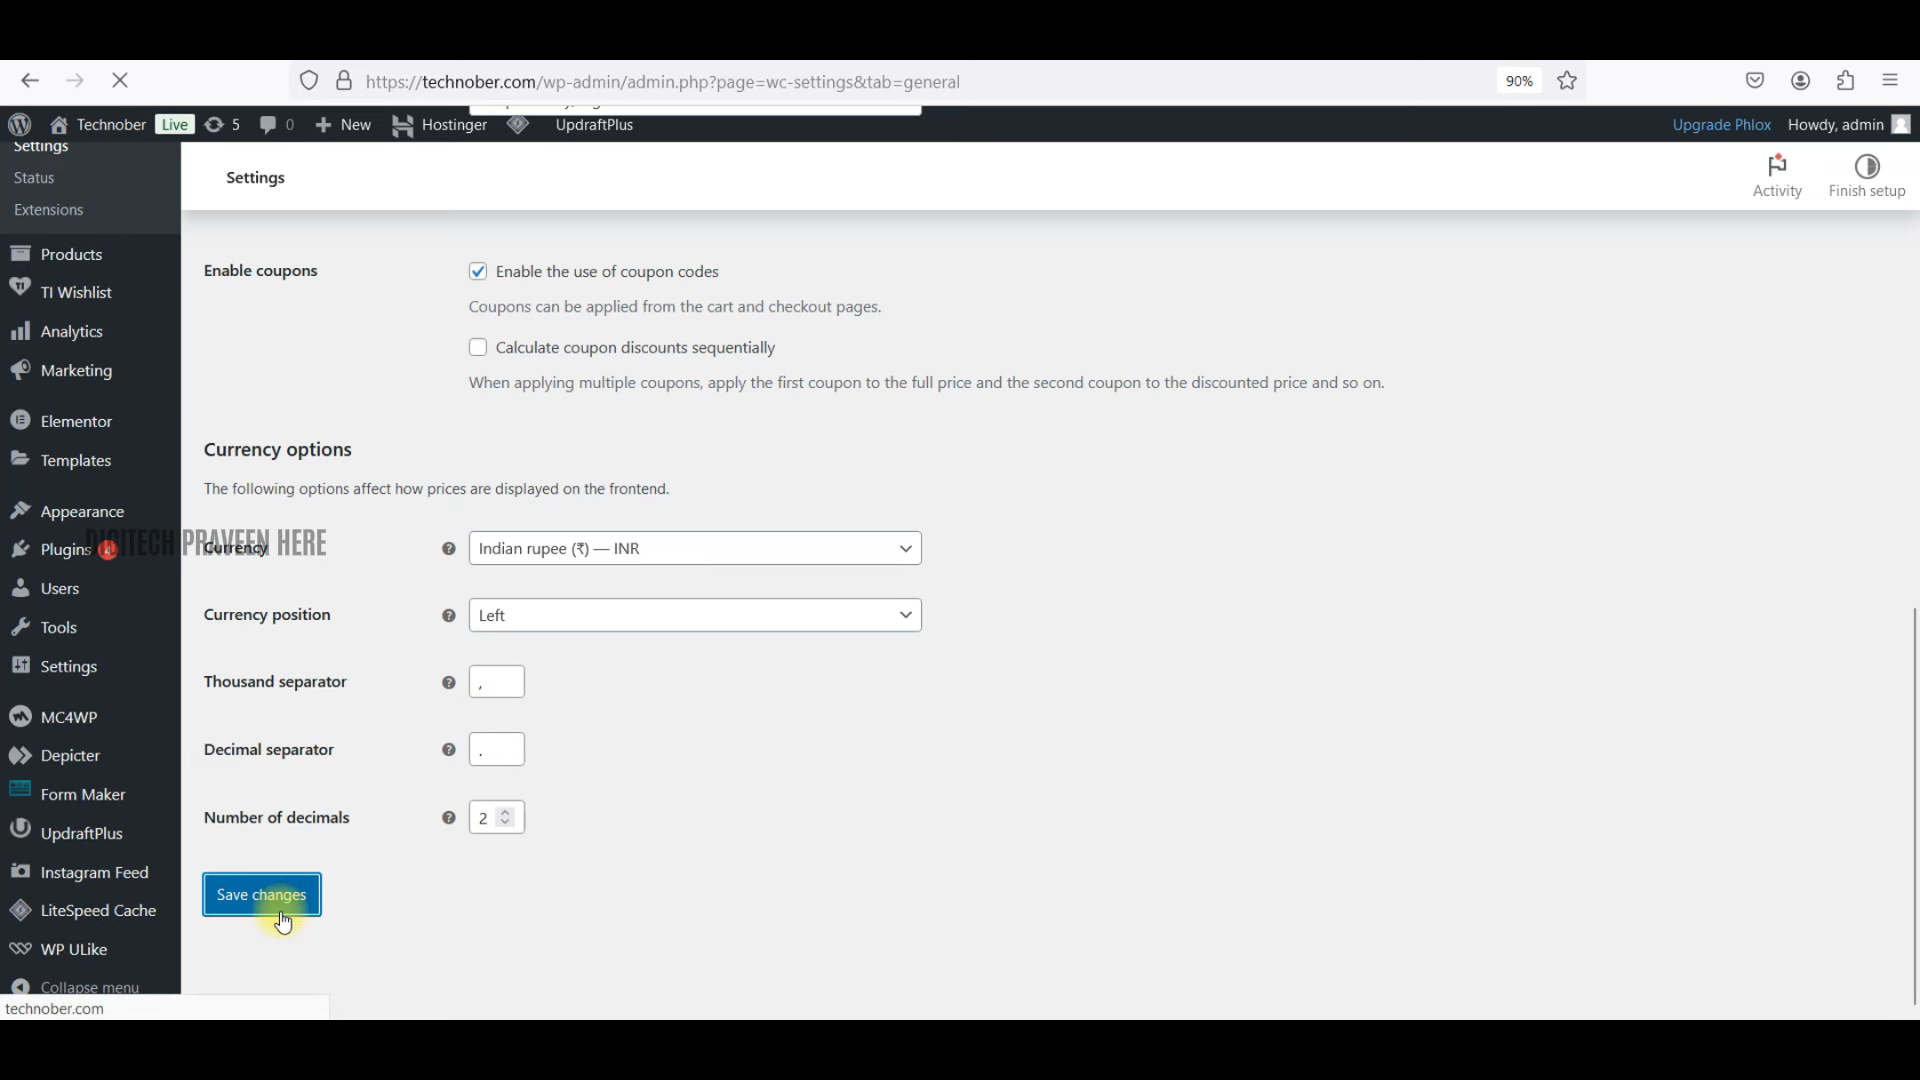 https://technober.com/wp-admin/admin.php?page=wc-settings&tab=general
90%
Technober Live 5 0 New Hostinger UpdraftPlus
Upgrade Phlox Howdy, admin
Settings
Status
Extensions
Products
TI Wishlist
Analytics
Marketing
Elementor
Templates
Appearance
Plugins 4
Users
Tools
Settings
MC4WP
Depicter
Form Maker
UpdraftPlus
Instagram Feed
LiteSpeed Cache
WP ULike
Collapse menu
technober.com
Settings
Activity
Finish setup
Enable coupons
Enable the use of coupon codes
Coupons can be applied from the cart and checkout pages.
Calculate coupon discounts sequentially
When applying multiple coupons, apply the first coupon to the full price and the second coupon to the discounted price and so on.
Currency options
The following options affect how prices are displayed on the frontend.
DIGITECH PRAVEEN HERE
Currency
Indian rupee (₹) — INR
Currency position
Left
Thousand separator
,
Decimal separator
.
Number of decimals
2
Save changes